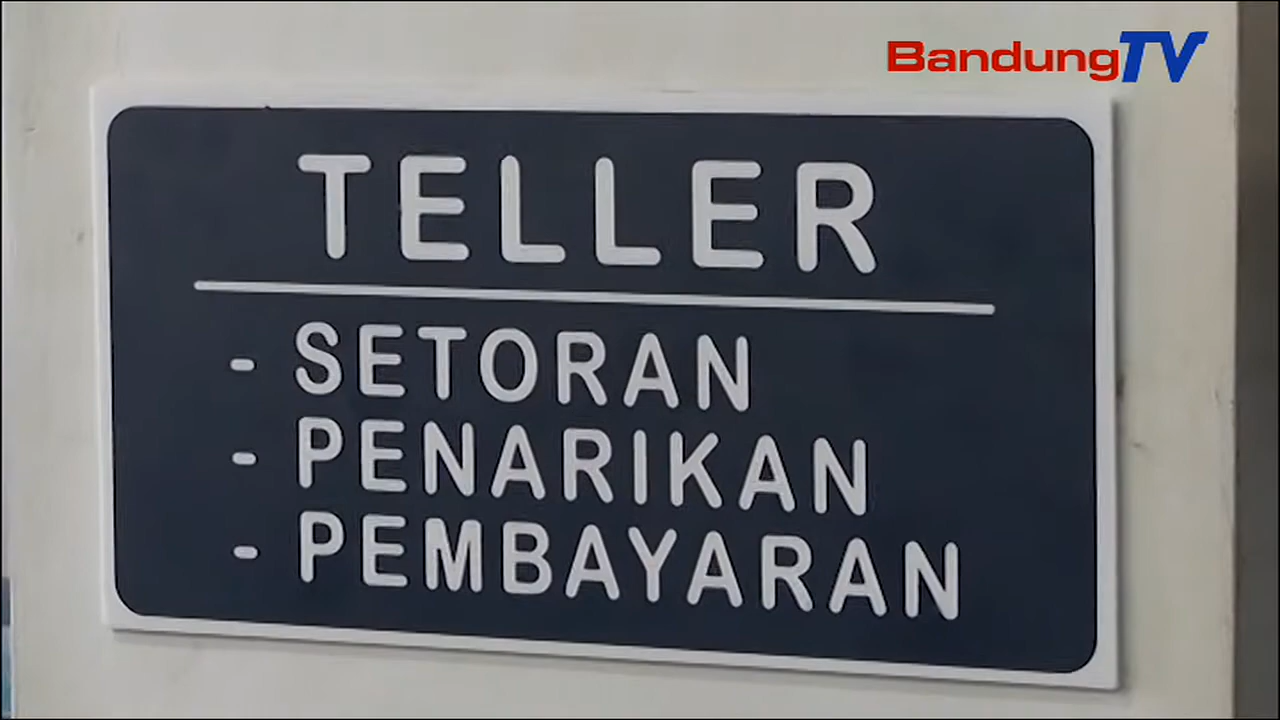 BandungTV
TELLER
- SETORAN
- PENARIKAN
- PEMBAYARAN